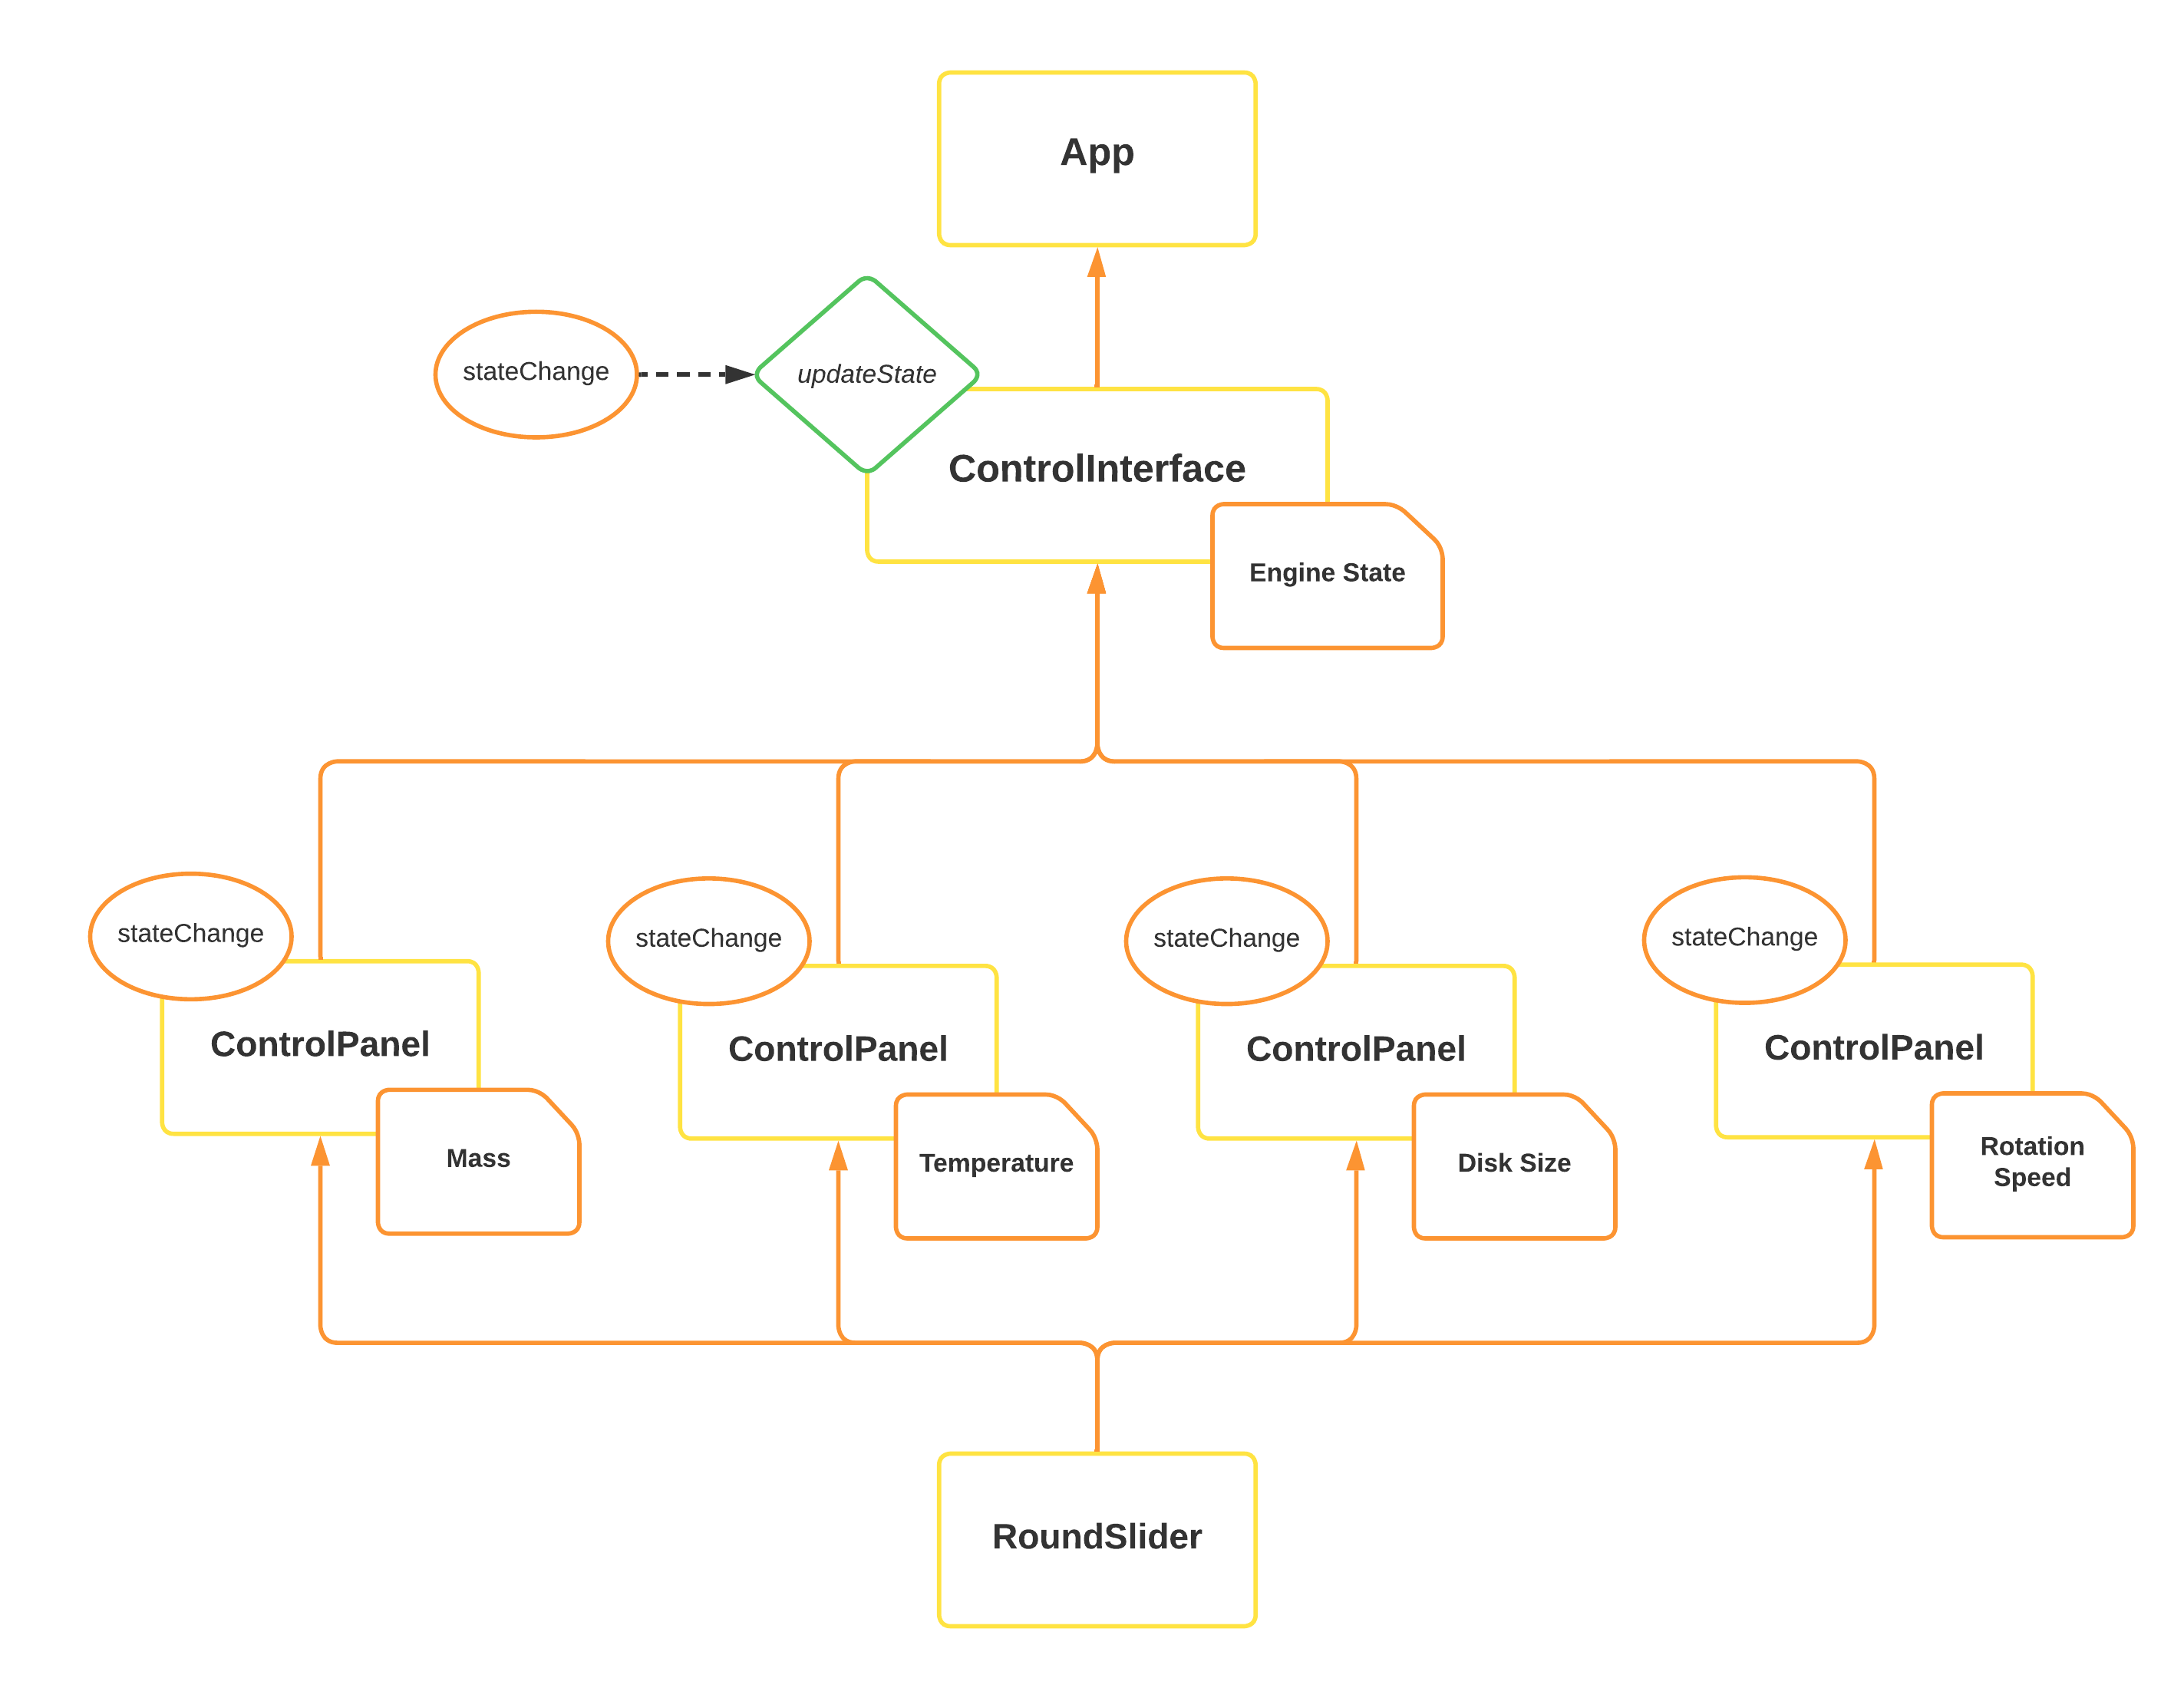 App
stateChange
updateState
ControlInterface
Engine State
stateChange
stateChange
stateChange
stateChange
ControlPanel
ControlPanel
ControlPanel
ControlPanel
Mass
Temperature
Disk Size
Rotation
Speed
RoundSlider